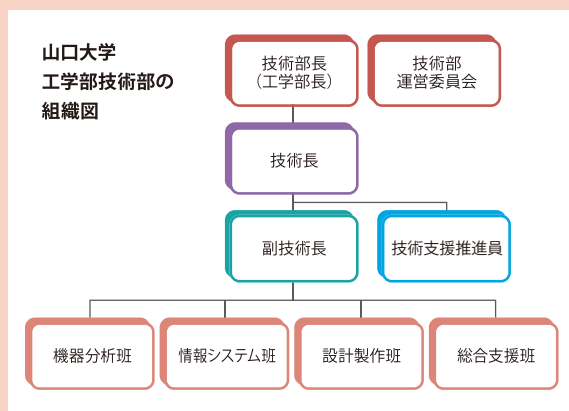 山口大学
工学部技術部の
組織図
技術部長
（工学部長）
技術部
運営委員会
技術長
副技術長
技術支援推進員
機器分析班
情報システム班
設計製作班
総合支援班